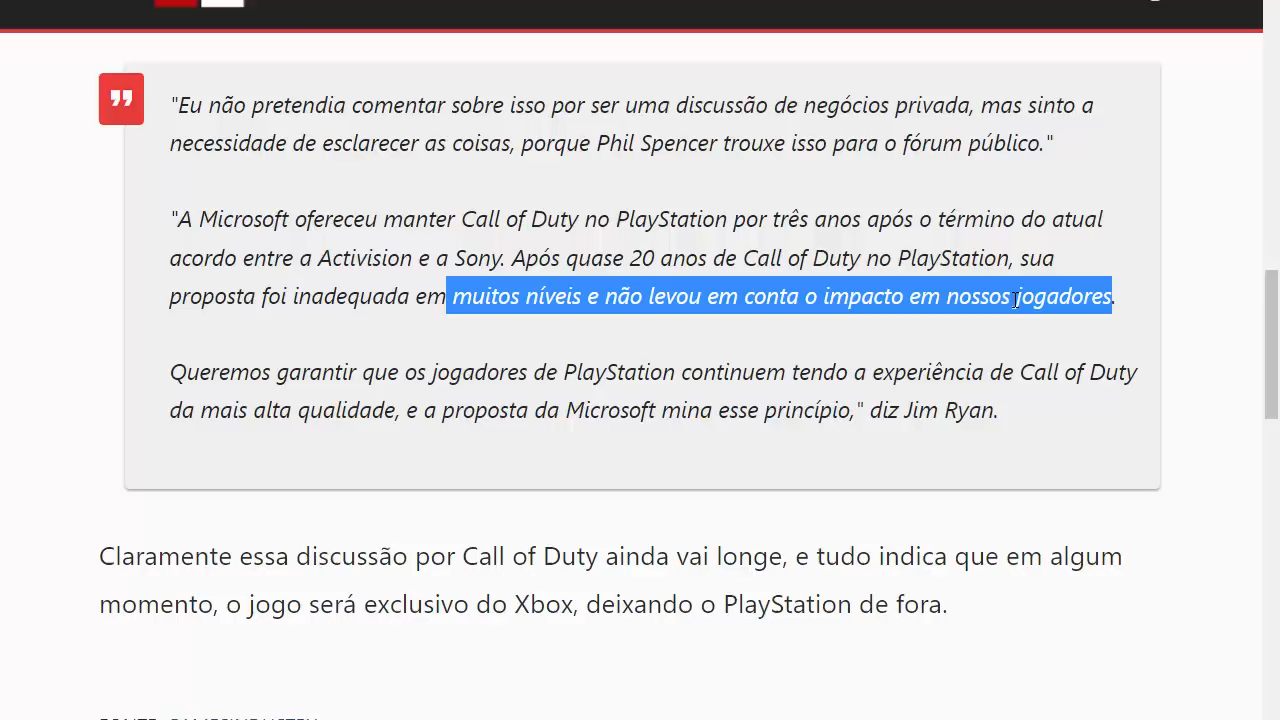 "Eu não pretendia comentar sobre isso por ser uma discussão de negócios privada, mas sinto a
necessidade de esclarecer as coisas, porque Phil Spencer trouxe isso para o fórum público."
"A Microsoft ofereceu manter Call of Duty no PlayStation por três anos após o término do atual
acordo entre a Activision e a Sony. Após quase 20 anos de Call of Duty no PlayStation, sua
proposta foi inadequada em muitos níveis e não levou em conta o impacto em nossos jogadores.
Queremos garantir que os jogadores de PlayStation continuem tendo a experiência de Call of Duty
da mais alta qualidade, e a proposta da Microsoft mina esse princípio," diz Jim Ryan.
Claramente essa discussão por Call of Duty ainda vai longe, e tudo indica que em algum
momento, o jogo será exclusivo do Xbox, deixando o PlayStation de fora.